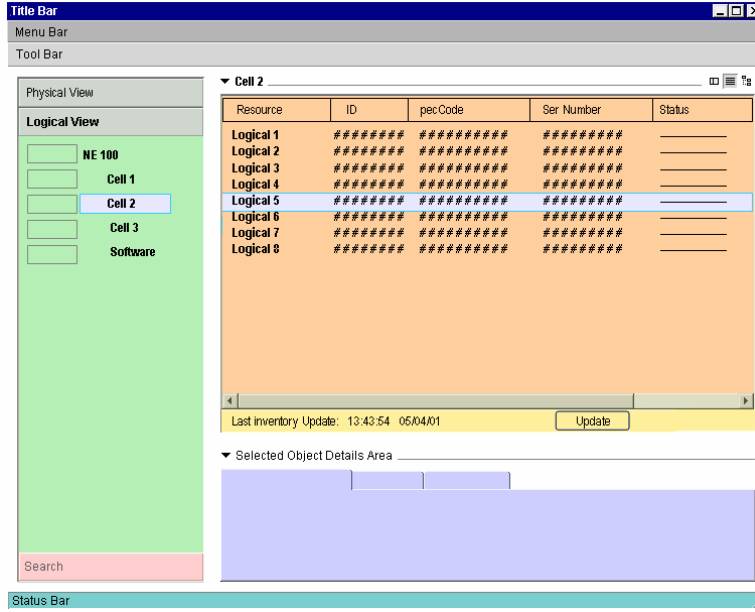 Title Bar
Menu Bar
Tool Bar
Physical View
Logical View
NE 100
Cell 1
Cell 2
Cell 3
Software
Search
Cell 2
Resource ID pecCode Ser Number Status
Logical 1 ######## ########## #########
Logical 2 ######## ########## #########
Logical 3 ######## ########## #########
Logical 4 ######## ########## #########
Logical 5 ######## ########## #########
Logical 6 ######## ########## #########
Logical 7 ######## ########## #########
Logical 8 ######## ########## #########
Last inventory Update: 13:43:54 05/04/01 Update
Selected Object Details Area
Status Bar